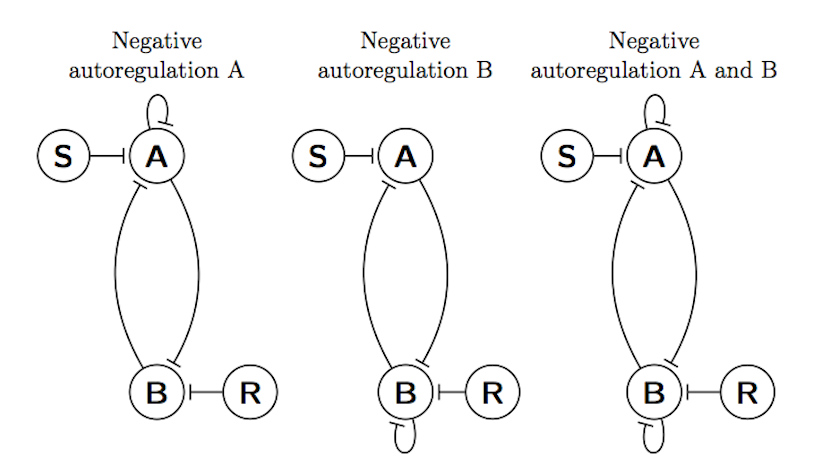 Negative
autoregulation A
Negative
autoregulation B
Negative
autoregulation A and B
S
A
S
A
S
A
B
R
B
R
B
R